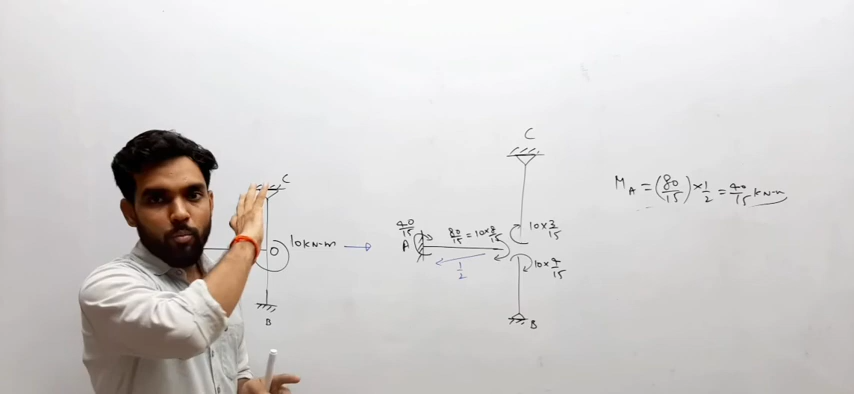 C
10KN-m
O
B
C
40/15
A
80/15 = 10×8/15
1/2
10×3/15
10×4/15
B
M_A = (80/15) × 1/2 = 40/15 KN-m